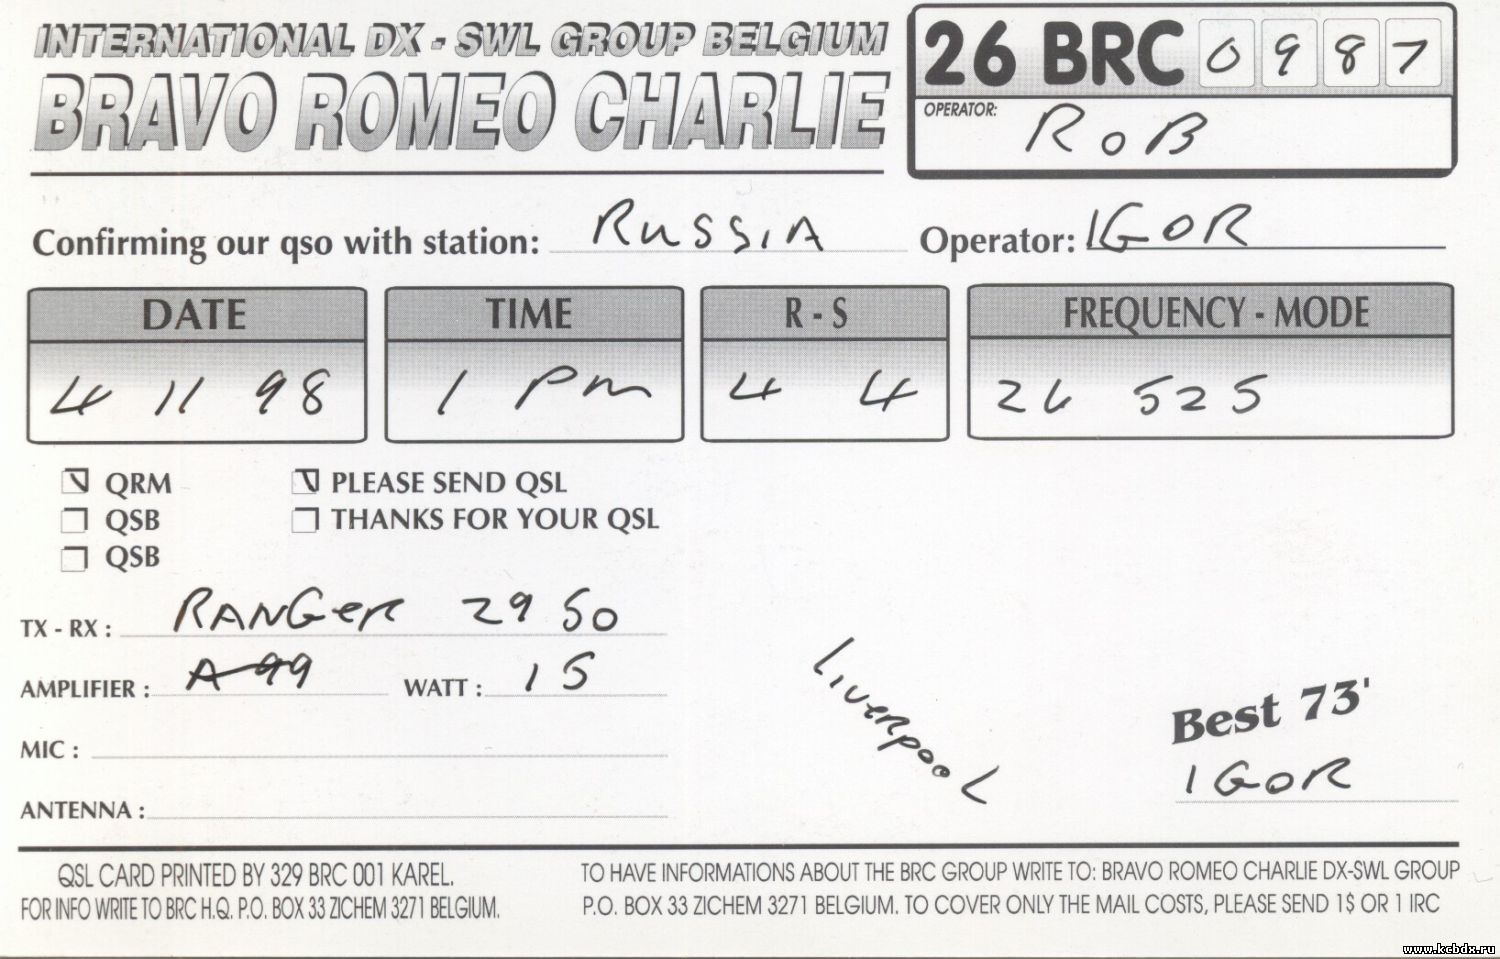 INTERNATIONAL DX - SWL GROUP BELGIUM
BRAVO ROMEO CHARLIE
26 BRC 0987
OPERATOR: ROB
Confirming our qso with station: RUSSIA Operator: IGOR
DATE TIME R - S FREQUENCY - MODE
4 11 98 1 pm 4 4 26 525
QRM PLEASE SEND QSL
QSB THANKS FOR YOUR QSL
QSB
TX - RX : RANGER 2950
AMPLIFIER : A-99 WATT : 15
MIC :
ANTENNA :
Liverpool
Best 73'
IGOR
QSL CARD PRINTED BY 329 BRC 001 KAREL.
FOR INFO WRITE TO BRC H.Q. P.O. BOX 33 ZICHEM 3271 BELGIUM.
TO HAVE INFORMATIONS ABOUT THE BRC GROUP WRITE TO: BRAVO ROMEO CHARLIE DX-SWL GROUP
P.O. BOX 33 ZICHEM 3271 BELGIUM. TO COVER ONLY THE MAIL COSTS, PLEASE SEND 1$ OR 1 IRC
www.kcbdx.ru